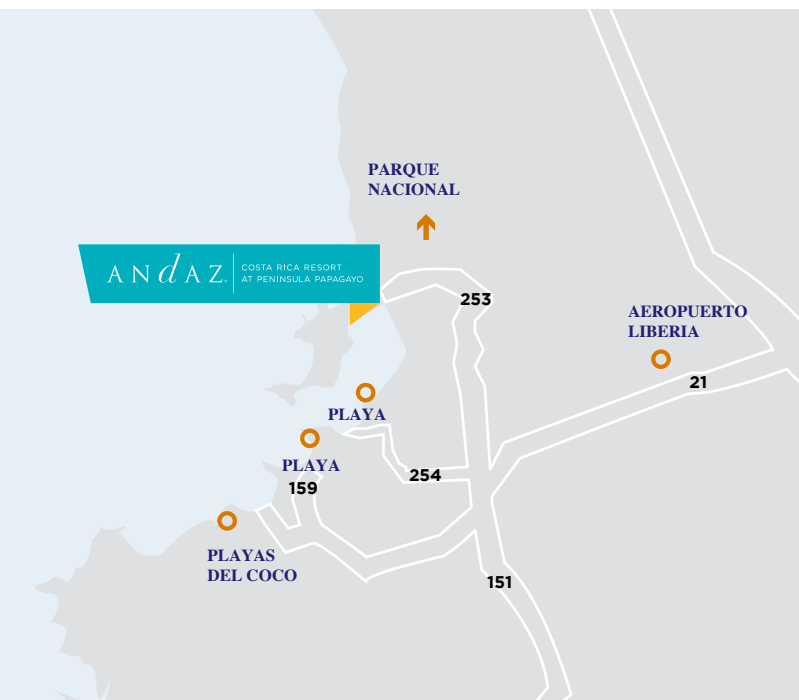 PARQUE
NACIONAL
ANdAZ. COSTA RICA RESORT
AT PENINSULA PAPAGAYO
253
AEROPUERTO
LIBERIA
21
PLAYA
PLAYA
254
159
PLAYAS
DEL COCO
151